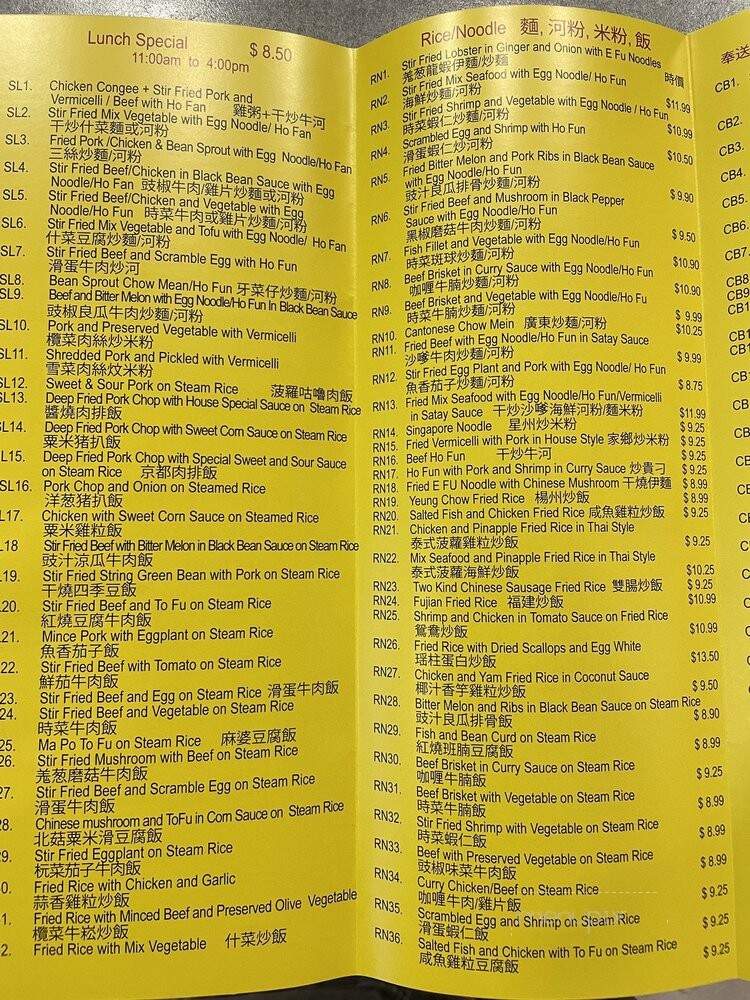 Lunch Special $ 8.50
11:00am to 4:00pm
SL1. Chicken Congee + Stir Fried Pork and
Vermicelli / Beef with Ho Fan 雞粥+干炒牛河
SL2. Stir Fried Mix Vegetable with Egg Noodle/ Ho Fan
干炒什菜麵或河粉
SL3. Fried Pork /Chicken & Bean Sprout with Egg Noodle/Ho Fan
三絲炒麵/河粉
SL4. Stir Fried Beef/Chicken in Black Bean Sauce with Egg
Noodle/Ho Fan 豉椒牛肉/雞片炒麵或河粉
SL5. Stir Fried Beef/Chicken and Vegetable with Egg
Noodle/Ho Fun 時菜牛肉或雞片炒麵/河粉
SL6. Stir Fried Mix Vegetable and Tofu with Egg Noodle/ Ho Fan
什菜豆腐炒麵/河粉
SL7. Stir Fried Beef and Scramble Egg with Ho Fun
滑蛋牛肉炒河
SL8. Bean Sprout Chow Mean/Ho Fun 牙菜仔炒麵/河粉
SL9. Beef and Bitter Melon with Egg Noodle/Ho Fun In Black Bean Sauce
豉椒良瓜牛肉炒麵/河粉
SL10. Pork and Preserved Vegetable with Vermicelli
欖菜肉絲炒米粉
SL11. Shredded Pork and Pickled with Vermicelli
雪菜肉絲炆米粉
SL12. Sweet & Sour Pork on Steam Rice 菠蘿咕嚕肉飯
SL13. Deep Fried Pork Chop with House Special Sauce on Steam Rice
醬燒肉排飯
SL14. Deep Fried Pork Chop with Sweet Corn Sauce on Steam Rice
粟米猪扒飯
SL15. Deep Fried Pork Chop with Special Sweet and Sour Sauce
on Steam Rice 京都肉排飯
SL16. Pork Chop and Onion on Steamed Rice
洋葱猪扒飯
SL17. Chicken with Sweet Corn Sauce on Steamed Rice
粟米雞粒飯
SL18 Stir Fried Beef with Bitter Melon in Black Bean Sauce on Steam Rice
豉汁涼瓜牛肉飯
L19. Stir Fried String Green Bean with Pork on Steam Rice
干燒四季豆飯
L20. Stir Fried Beef and To Fu on Steam Rice
紅燒豆腐牛肉飯
L21. Mince Pork with Eggplant on Steam Rice
魚香茄子飯
22. Stir Fried Beef with Tomato on Steam Rice
鮮茄牛肉飯
23. Stir Fried Beef and Egg on Steam Rice 滑蛋牛肉飯
24. Stir Fried Beef and Vegetable on Steam Rice
時菜牛肉飯
25. Ma Po To Fu on Steam Rice 麻婆豆腐飯
26. Stir Fried Mushroom with Beef on Steam Rice
羗葱磨菇牛肉飯
27. Stir Fried Beef and Scramble Egg on Steam Rice
滑蛋牛肉飯
28. Chinese mushroom and ToFu in Corn Sauce on Steam Rice
北菇粟米滑豆腐飯
29. Stir Fried Eggplant on Steam Rice
杬菜茄子牛肉飯
0. Fried Rice with Chicken and Garlic
蒜香雞粒炒飯
1. Fried Rice with Minced Beef and Preserved Olive Vegetable
欖菜牛崧炒飯
2. Fried Rice with Mix Vegetable 什菜炒飯
Rice/Noodle 麵, 河粉, 米粉, 飯
RN1. Stir Fried Lobster in Ginger and Onion with E Fu Noodles
羗葱龍蝦伊麵/炒麵 時價
RN2. Stir Fried Mix Seafood with Egg Noodle/ Ho Fun
海鮮炒麵/河粉 $11.99
RN3. Stir Fried Shrimp and Vegetable with Egg Noodle / Ho Fun
時菜蝦仁炒麵/河粉 $10.99
RN4. Scrambled Egg and Shrimp with Ho Fun
滑蛋蝦仁炒河粉 $10.50
RN5. Fried Bitter Melon and Pork Ribs in Black Bean Sauce
with Egg Noodle/Ho Fun
豉汁良瓜排骨炒麵/河粉 $ 9.90
RN6. Stir Fried Beef and Mushroom in Black Pepper
Sauce with Egg Noodle/Ho Fun
黑椒磨菇牛肉炒麵/河粉 $ 9.50
RN7. Fish Fillet and Vegetable with Egg Noodle/Ho Fun
時菜班球炒麵/河粉 $10.90
RN8. Beef Brisket in Curry Sauce with Egg Noodle/Ho Fun
咖喱牛腩炒麵/河粉 $10.90
RN9. Beef Brisket and Vegetable with Egg Noodle/Ho Fu
時菜牛腩炒麵/河粉 $ 9.99
RN10. Cantonese Chow Mein 廣東炒麵/河粉 $10.25
RN11. Fried Beef with Egg Noodle/Ho Fun in Satay Sauce
沙爹牛肉炒麵/河粉 $ 9.99
RN12. Stir Fried Egg Plant and Pork with Egg Noodle/ Ho Fun
魚香茄子炒麵/河粉 $ 8.75
RN13. Fried Mix Seafood with Egg Noodle/Ho Fun/Vermicelli
in Satay Sauce 干炒沙爹海鮮河粉/麵米粉 $11.99
RN14. Singapore Noodle 星州炒米粉 $ 9.25
RN15. Fried Vermicelli with Pork in House Style 家鄉炒米粉 $ 9.25
RN16. Beef Ho Fun 干炒牛河 $ 9.25
RN17. Ho Fun with Pork and Shrimp in Curry Sauce 炒貴刁 $ 9.25
RN18. Fried E FU Noodle with Chinese Mushroom 干燒伊麵 $ 8.99
RN19. Yeung Chow Fried Rice 楊州炒飯 $ 8.99
RN20. Salted Fish and Chicken Fried Rice 咸魚雞粒炒飯 $ 9.25
RN21. Chicken and Pinapple Fried Rice in Thai Style
泰式菠蘿雞粒炒飯 $ 9.25
RN22. Mix Seafood and Pinapple Fried Rice in Thai Style
泰式菠蘿海鮮炒飯 $10.25
RN23. Two Kind Chinese Sausage Fried Rice 雙腸炒飯 $ 9.25
RN24. Fujian Fried Rice 福建炒飯 $10.99
RN25. Shrimp and Chicken in Tomato Sauce on Fried Rice
鴛鴦炒飯 $10.99
RN26. Fried Rice with Dried Scallops and Egg White
瑶柱蛋白炒飯 $13.50
RN27. Chicken and Yam Fried Rice in Coconut Sauce
椰汁香芋雞粒炒飯 $ 9.50
RN28. Bitter Melon and Ribs in Black Bean Sauce on Steam Rice
豉汁良瓜排骨飯 $ 8.90
RN29. Fish and Bean Curd on Steam Rice
紅燒班腩豆腐飯 $ 8.99
RN30. Beef Brisket in Curry Sauce on Steam Rice
咖喱牛腩飯 $ 9.25
RN31. Beef Brisket with Vegetable on Steam Rice
時菜牛腩飯 $ 8.99
RN32. Stir Fried Shrimp with Vegetable on Steam Rice
時菜蝦仁飯 $ 8.99
RN33. Beef with Preserved Vegetable on Steam Rice
豉椒味菜牛肉飯 $ 8.99
RN34. Curry Chicken/Beef on Steam Rice
咖喱牛肉/雞片飯 $ 9.25
RN35. Scrambled Egg and Shrimp on Steam Rice
滑蛋蝦仁飯 $ 9.25
RN36. Salted Fish and Chicken with To Fu on Steam Rice
咸魚雞粒豆腐飯 $ 9.25
奉送
CB1.
CB2.
CB3.
CB4.
CB5.
CB6.
CB7.
CB8
CB9
CB1